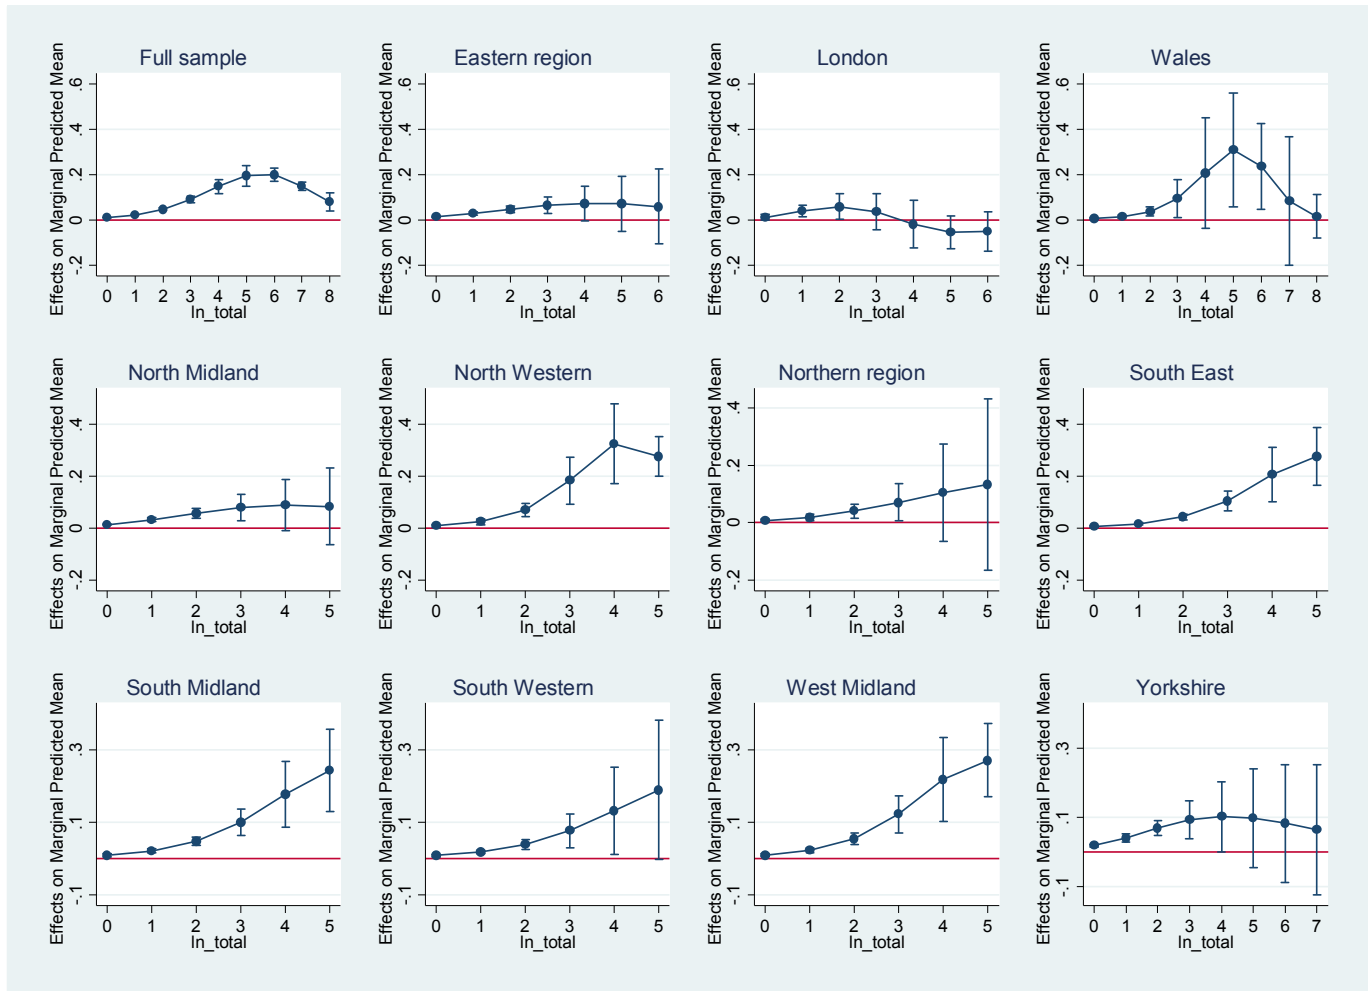 Full sample
Effects on Marginal Predicted Mean
.6
.4
.2
0
-.2
0 1 2 3 4 5 6 7 8
ln_total
Eastern region
Effects on Marginal Predicted Mean
.6
.4
.2
0
-.2
0 1 2 3 4 5 6
ln_total
London
Effects on Marginal Predicted Mean
.6
.4
.2
0
-.2
0 1 2 3 4 5 6
ln_total
Wales
Effects on Marginal Predicted Mean
.6
.4
.2
0
-.2
0 1 2 3 4 5 6 7 8
ln_total
North Midland
Effects on Marginal Predicted Mean
.4
.2
0
-.2
0 1 2 3 4 5
ln_total
North Western
Effects on Marginal Predicted Mean
.4
.2
0
-.2
0 1 2 3 4 5
ln_total
Northern region
Effects on Marginal Predicted Mean
.4
.2
0
-.2
0 1 2 3 4 5
ln_total
South East
Effects on Marginal Predicted Mean
.4
.2
0
-.2
0 1 2 3 4 5
ln_total
South Midland
Effects on Marginal Predicted Mean
.3
.1
-.1
0 1 2 3 4 5
ln_total
South Western
Effects on Marginal Predicted Mean
.3
.1
-.1
0 1 2 3 4 5
ln_total
West Midland
Effects on Marginal Predicted Mean
.3
.1
-.1
0 1 2 3 4 5
ln_total
Yorkshire
Effects on Marginal Predicted Mean
.3
.1
-.1
0 1 2 3 4 5 6 7
ln_total